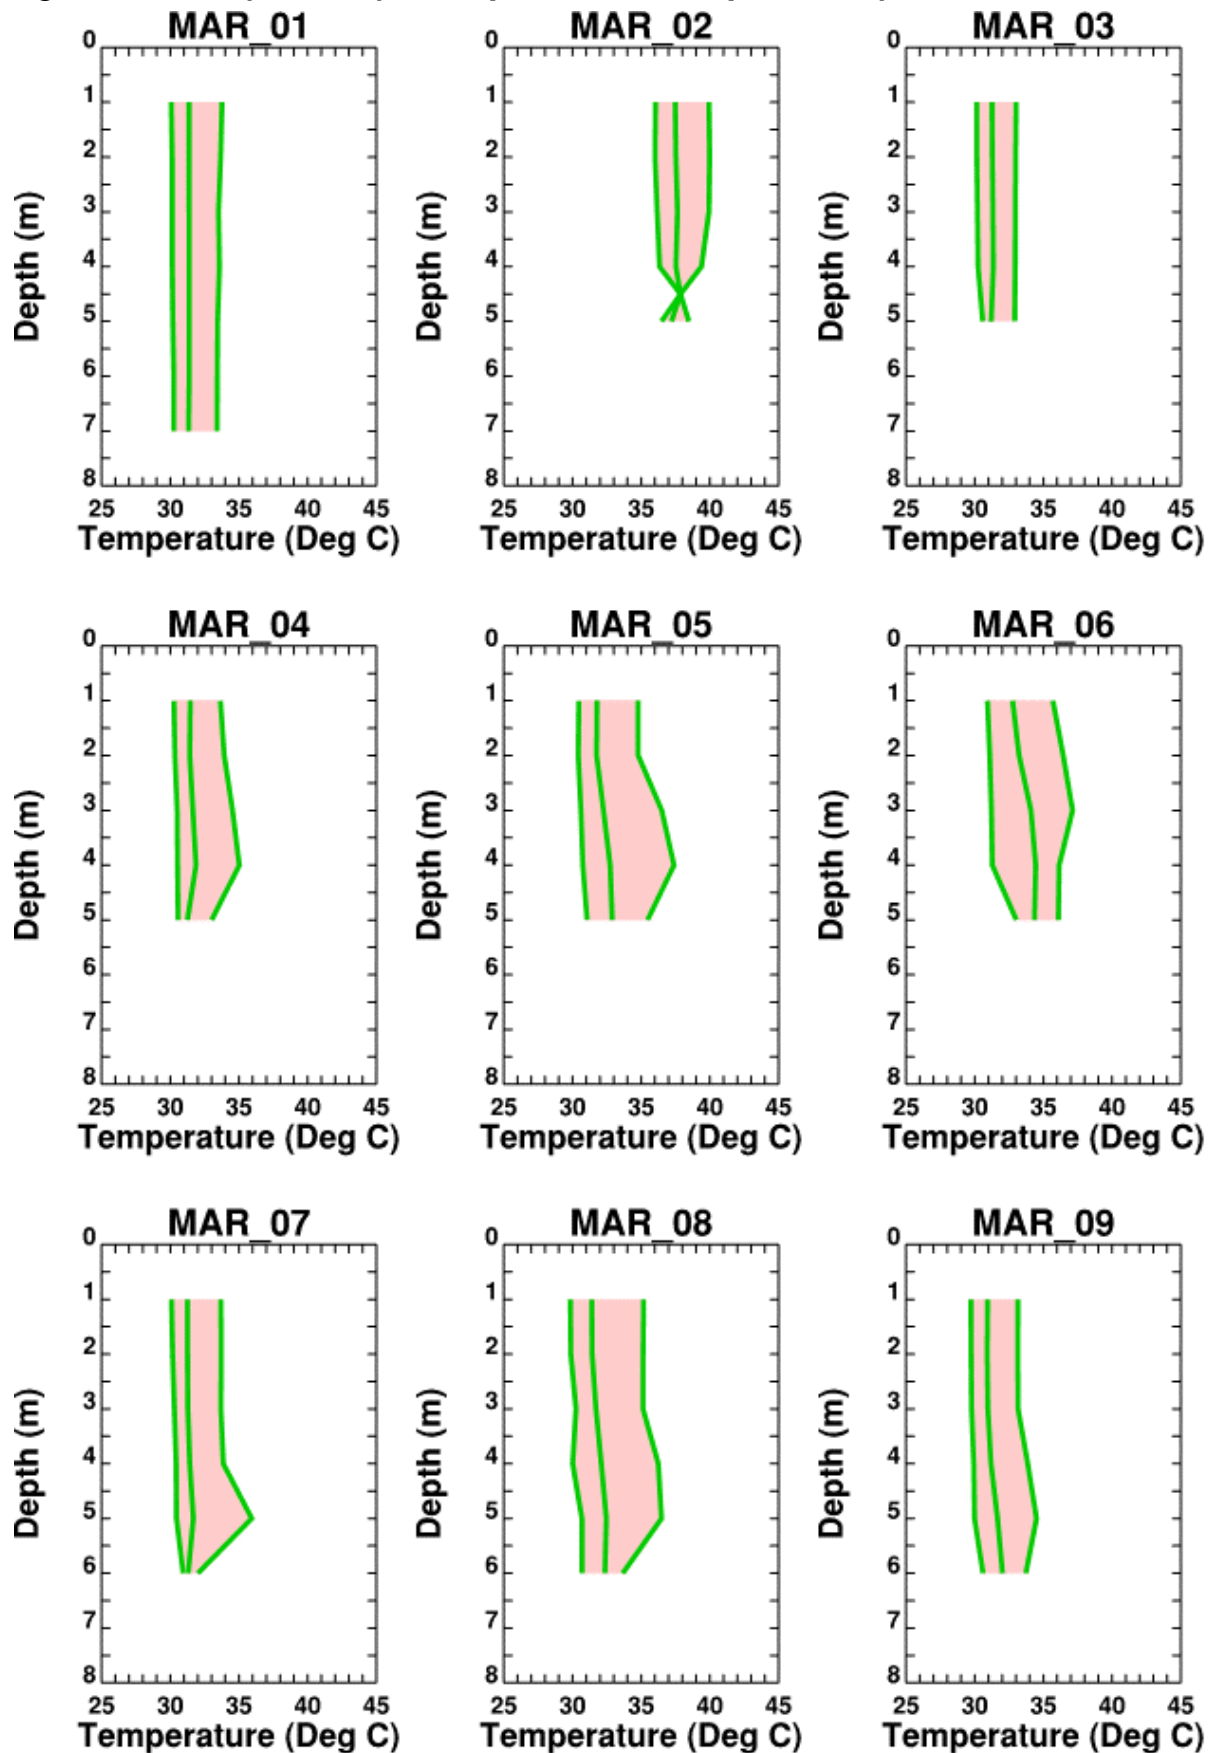 MAR_01 MAR_02 MAR_03
0 0 0
1 1 1
2 2 2
3 3 3
4 4 4
5 5 5
6 6 6
7 7 7
8 8 8
Depth (m) Depth (m) Depth (m)
25 30 35 40 45 25 30 35 40 45 25 30 35 40 45
Temperature (Deg C) Temperature (Deg C) Temperature (Deg C)
MAR_04 MAR_05 MAR_06
0 0 0
1 1 1
2 2 2
3 3 3
4 4 4
5 5 5
6 6 6
7 7 7
8 8 8
Depth (m) Depth (m) Depth (m)
25 30 35 40 45 25 30 35 40 45 25 30 35 40 45
Temperature (Deg C) Temperature (Deg C) Temperature (Deg C)
MAR_07 MAR_08 MAR_09
0 0 0
1 1 1
2 2 2
3 3 3
4 4 4
5 5 5
6 6 6
7 7 7
8 8 8
Depth (m) Depth (m) Depth (m)
25 30 35 40 45 25 30 35 40 45 25 30 35 40 45
Temperature (Deg C) Temperature (Deg C) Temperature (Deg C)